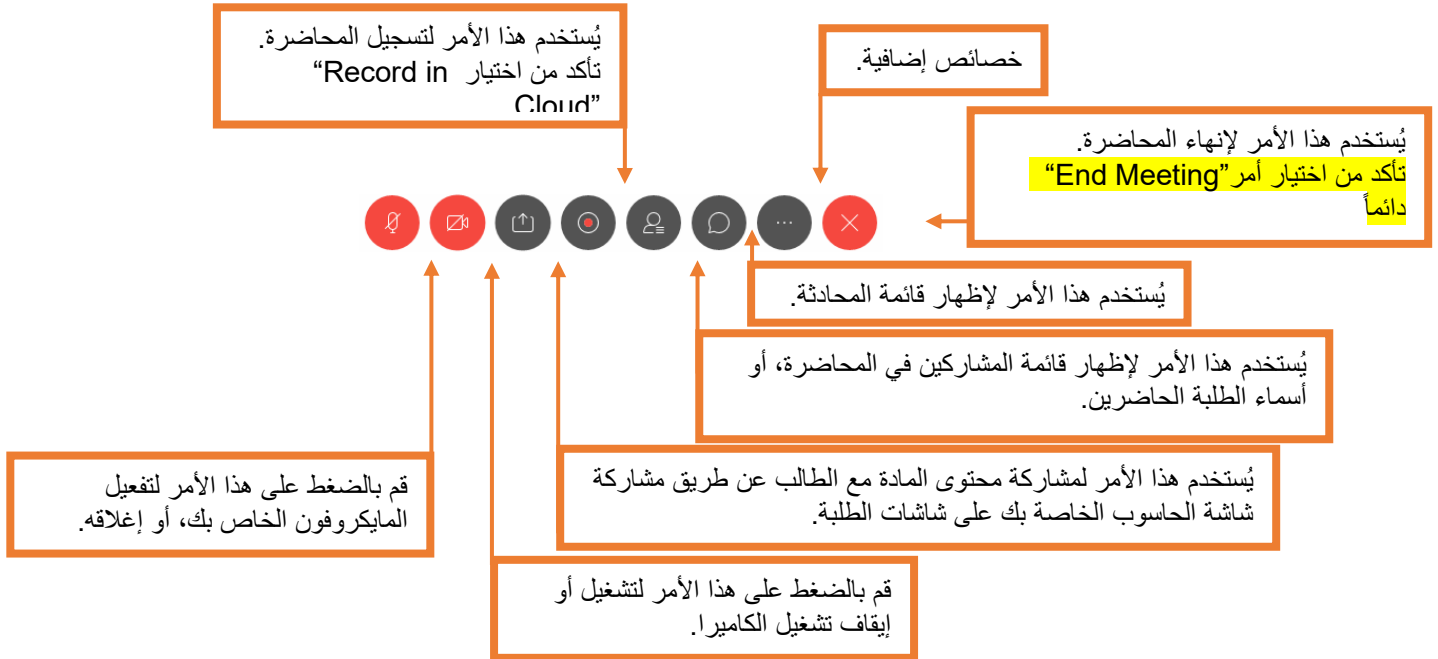 يُستخدم هذا الأمر لتسجيل المحاضرة.
تأكد من اختيار "Record in
Cloud"
خصائص إضافية.
يُستخدم هذا الأمر لإنهاء المحاضرة.
تأكد من اختيار أمر"End Meeting"
دائماً
يُستخدم هذا الأمر لإظهار قائمة المحادثة.
يُستخدم هذا الأمر لإظهار قائمة المشاركين في المحاضرة، أو
أسماء الطلبة الحاضرين.
يُستخدم هذا الأمر لمشاركة محتوى المادة مع الطالب عن طريق مشاركة
شاشة الحاسوب الخاصة بك على شاشات الطلبة.
قم بالضغط على هذا الأمر لتفعيل
المايكروفون الخاص بك، أو إغلاقه.
قم بالضغط على هذا الأمر لتشغيل أو
إيقاف تشغيل الكاميرا.